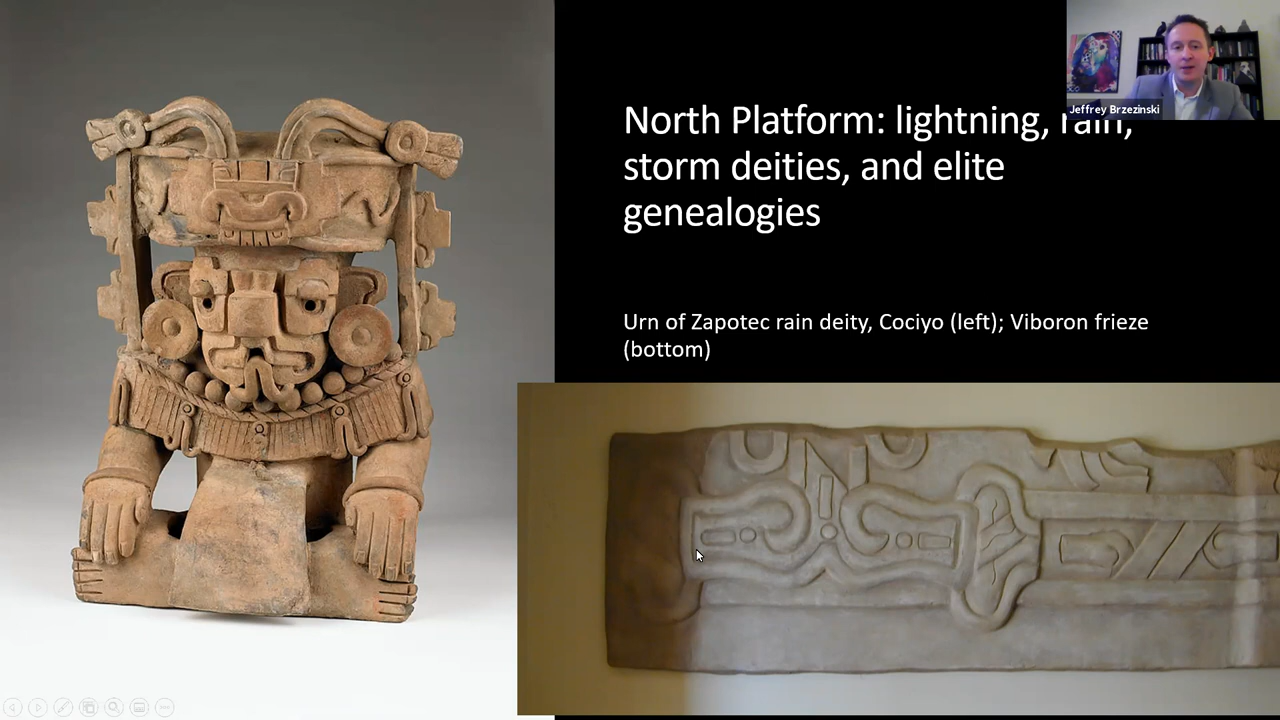 Jeffrey Brzezinski
North Platform: lightning, rain,
storm deities, and elite
genealogies
Urn of Zapotec rain deity, Cociyo (left); Viboron frieze
(bottom)